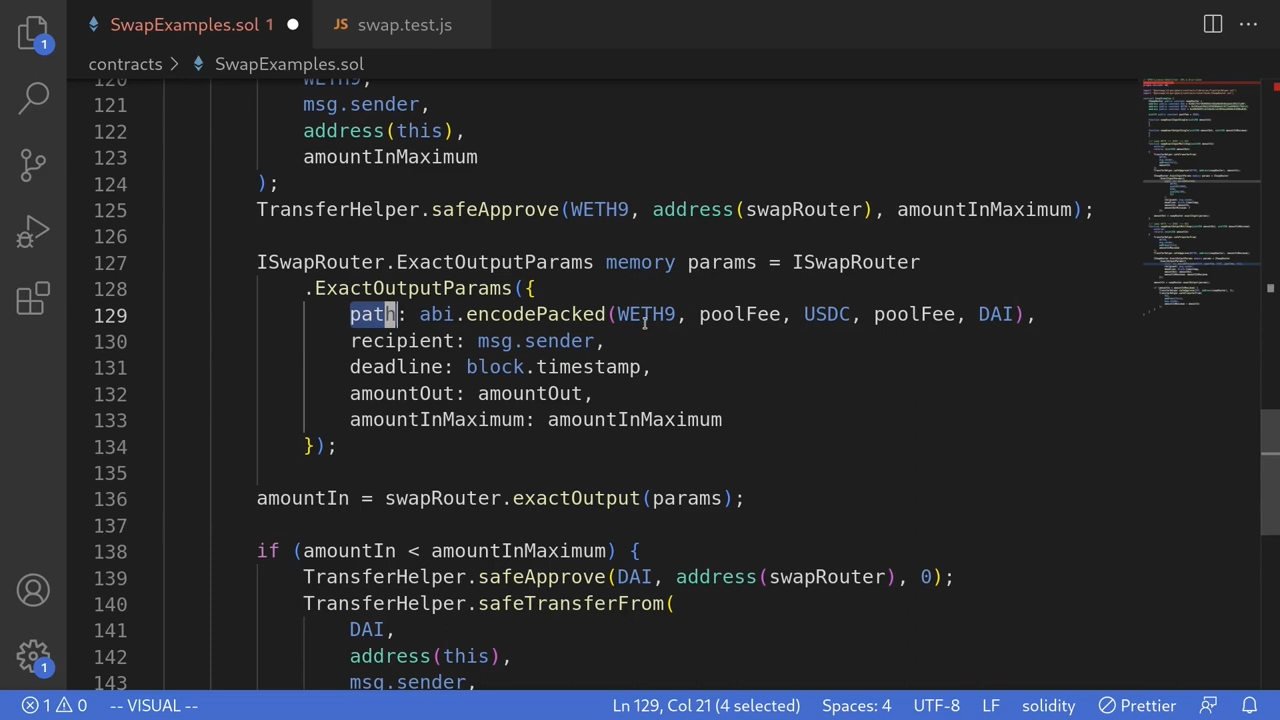 SwapExamples.sol 1
JS swap.test.js
contracts > SwapExamples.sol
120 WETH9,
121 msg.sender,
122 address(this),
123 amountInMaximum
124 );
125 TransferHelper.safeApprove(WETH9, address(swapRouter),amountInMaximum);
126
127 ISwapRouter.ExactOutputParams memory params = ISwapRouter
128 .ExactOutputParams({
129 path: abi.encodePacked(WETH9, poolFee, USDC, poolFee, DAI),
130 recipient: msg.sender,
131 deadline: block.timestamp,
132 amountOut: amountOut,
133 amountInMaximum: amountInMaximum
134 });
135
136 amountIn = swapRouter.exactOutput(params);
137
138 if (amountIn < amountInMaximum) {
139 TransferHelper.safeApprove(DAI, address(swapRouter), 0);
140 TransferHelper.safeTransferFrom(
141 DAI,
142 address(this),
143 msg.sender,
1
1
1 0 -- VISUAL -- Ln 129, Col 21 (4 selected) Spaces: 4 UTF-8 LF solidity Prettier